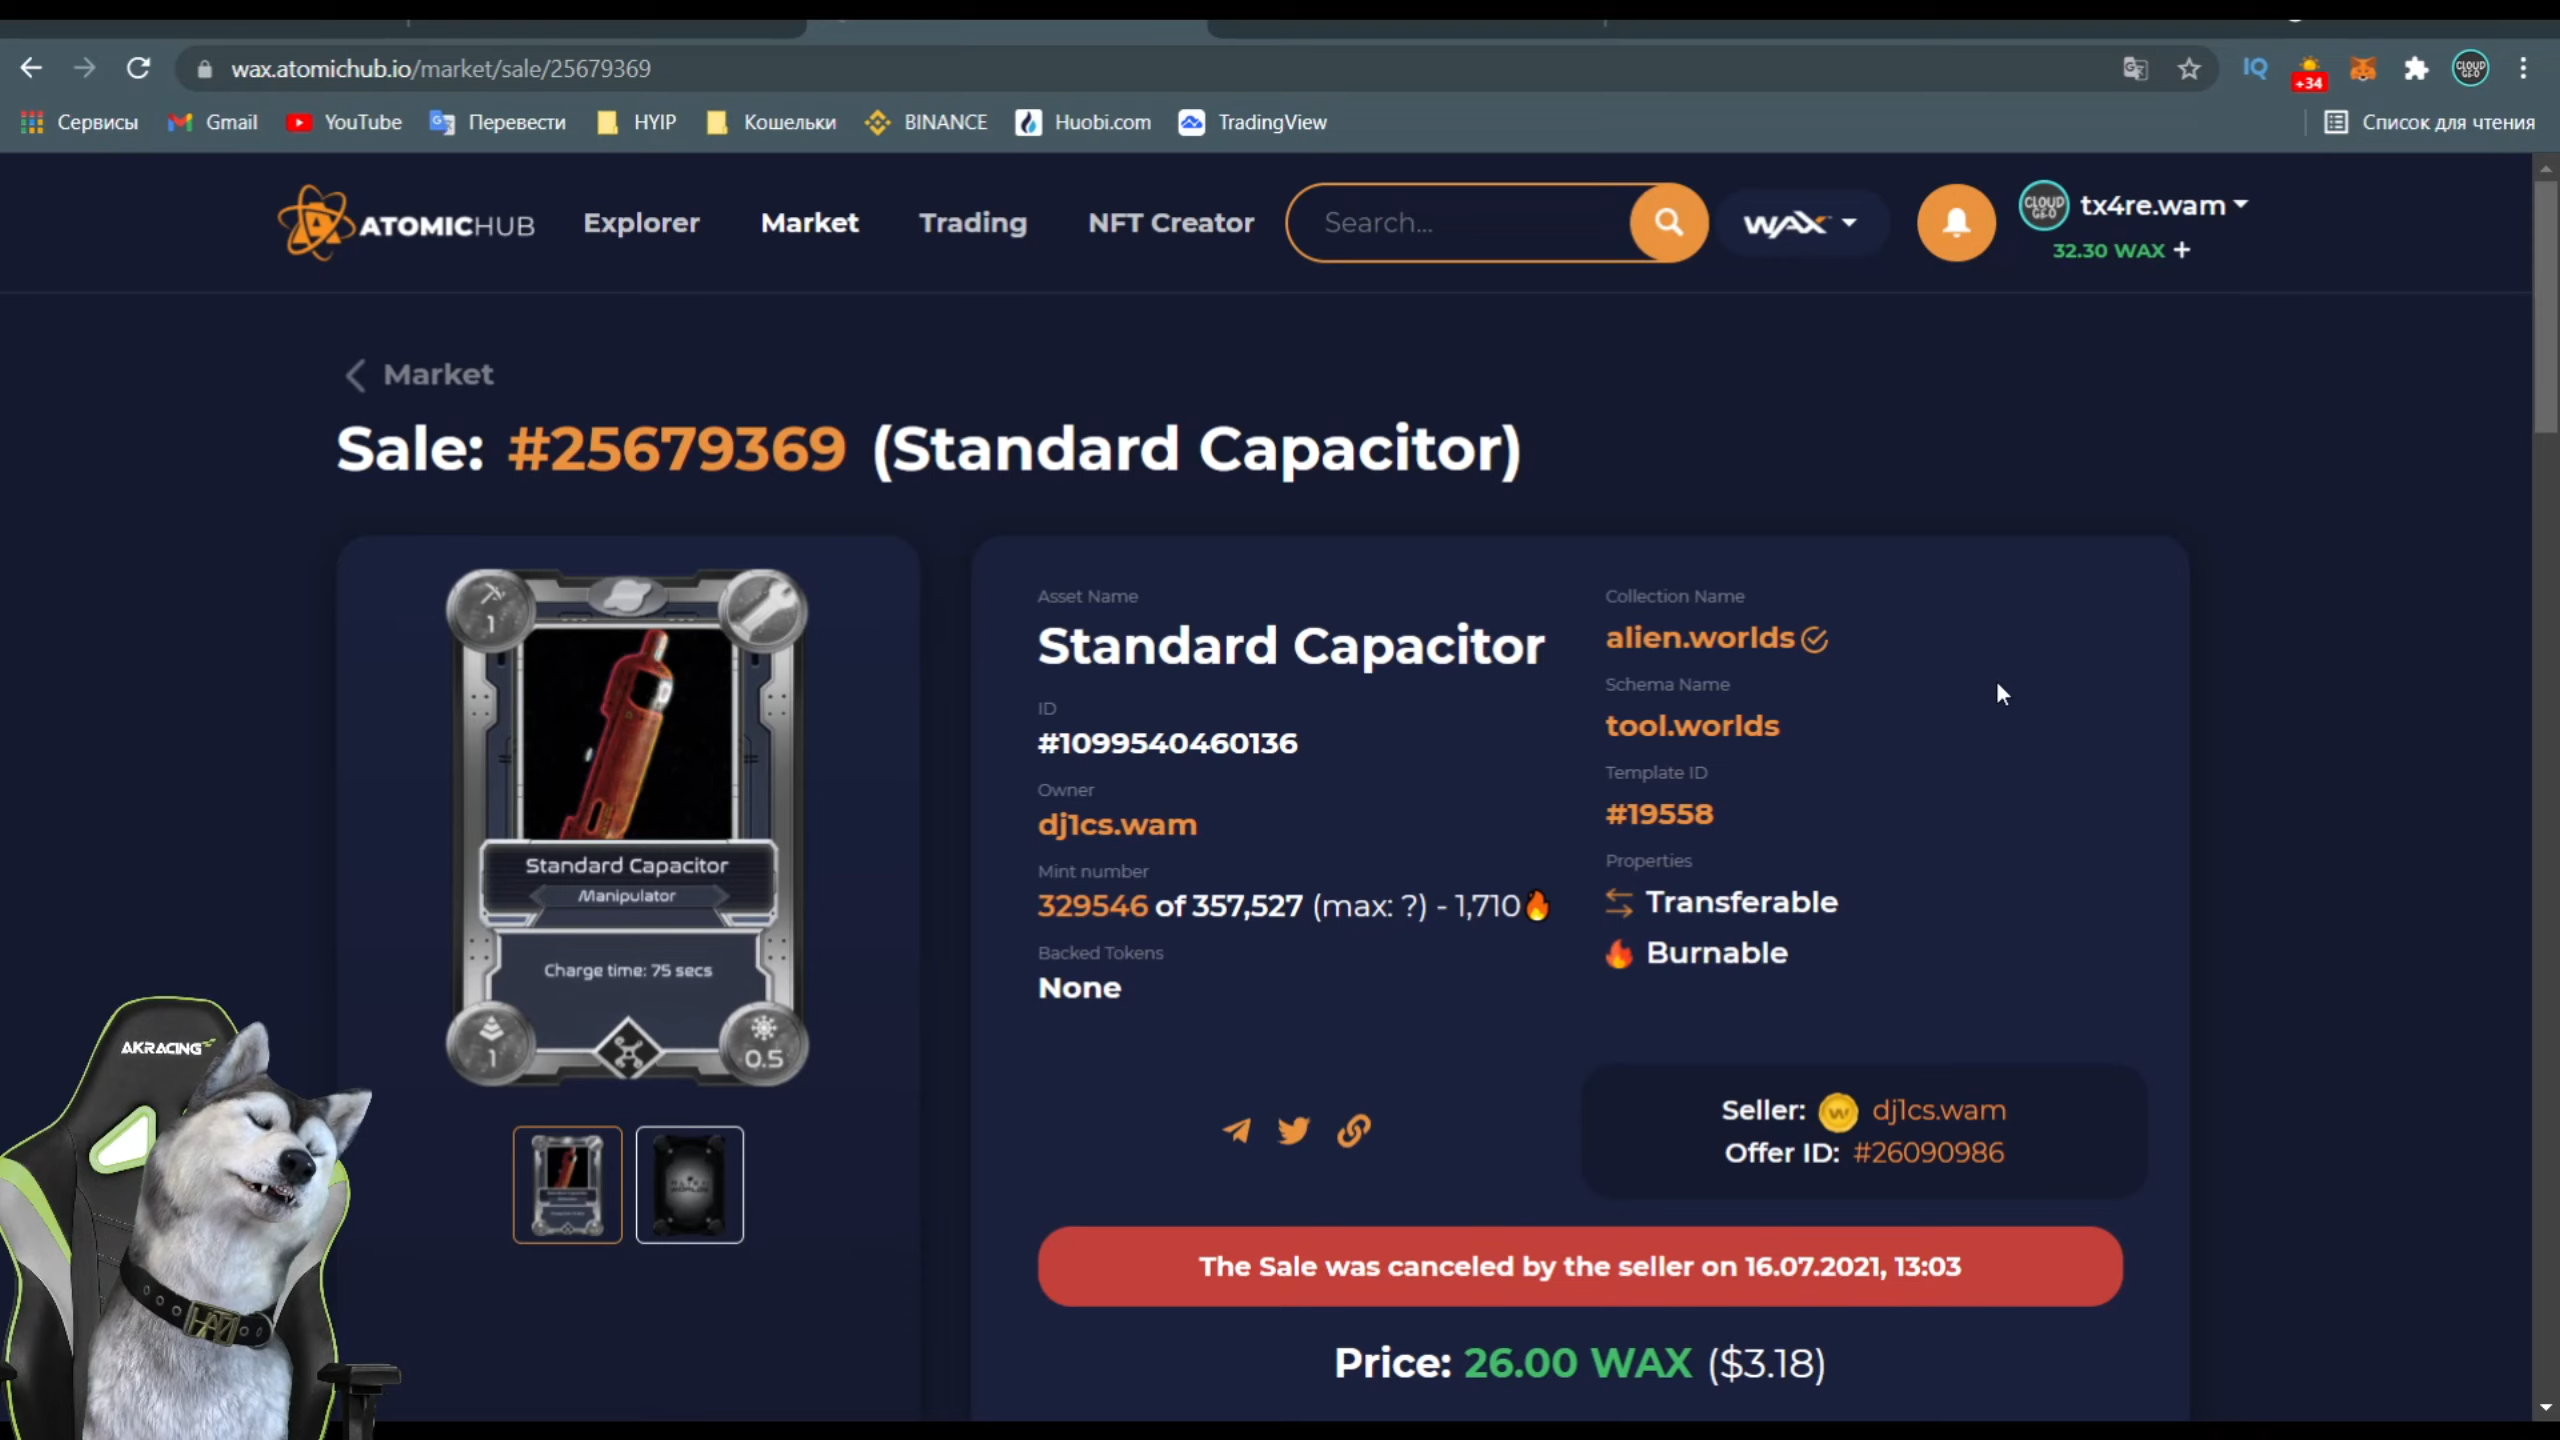 wax.atomichub.io/market/sale/25679369
IQ
+34
CLOUD GEO
Сервисы
Gmail
YouTube
Перевести
HYIP
Кошельки
BINANCE
Huobi.com
TradingView
Список для чтения
ATOMICHUB
Explorer
Market
Trading
NFT Creator
Search...
WAX
CLOUD GEO
tx4re.wam
32.30 WAX +
Market
Sale: #25679369 (Standard Capacitor)
1
Standard Capacitor
Manipulator
Charge time: 75 secs
1
0.5
Asset Name
Standard Capacitor
ID
#1099540460136
Owner
dj1cs.wam
Mint number
329546 of 357,527 (max: ?) - 1,710🔥
Backed Tokens
None
Collection Name
alien.worlds
Schema Name
tool.worlds
Template ID
#19558
Properties
Transferable
Burnable
Seller: dj1cs.wam
Offer ID: #26090986
The Sale was canceled by the seller on 16.07.2021, 13:03
Price: 26.00 WAX ($3.18)
AKRACING